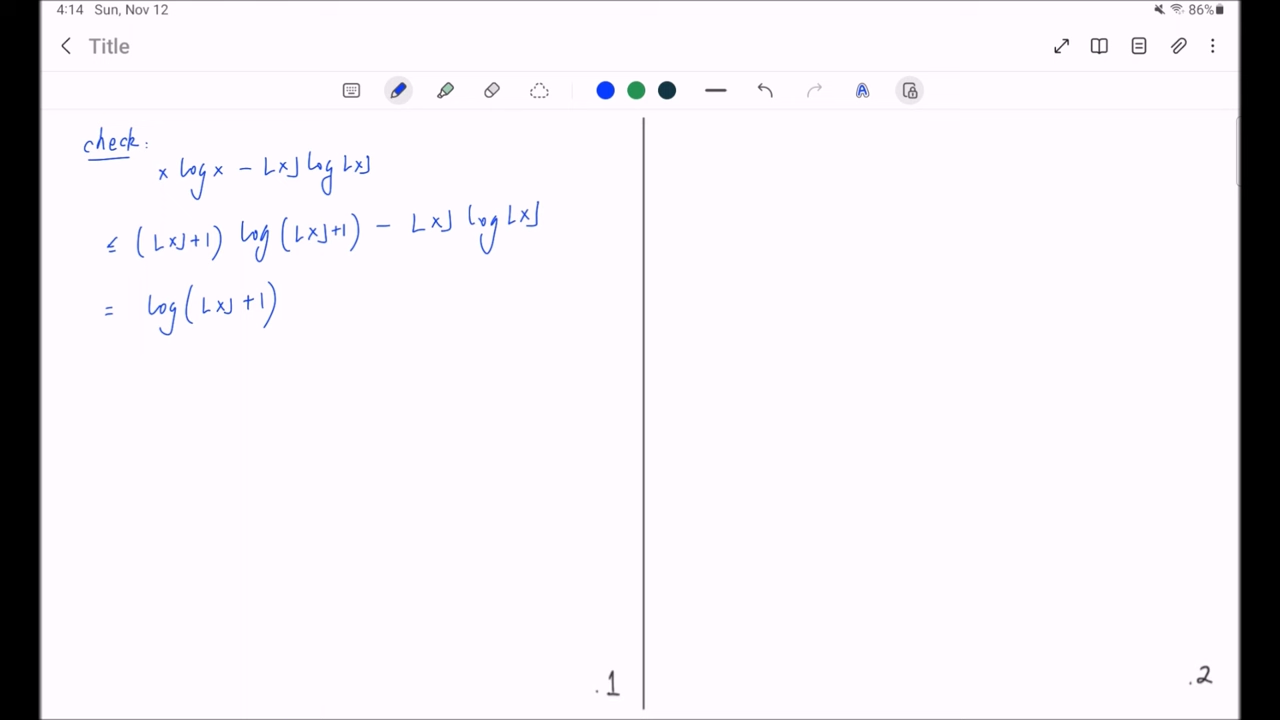 4:14 Sun, Nov 12
86%
Title
check:
x log x - ⌊x⌋ log ⌊x⌋
≤ (⌊x⌋+1) log (⌊x⌋+1) - ⌊x⌋ log ⌊x⌋
= log (⌊x⌋ + 1)
.1
.2